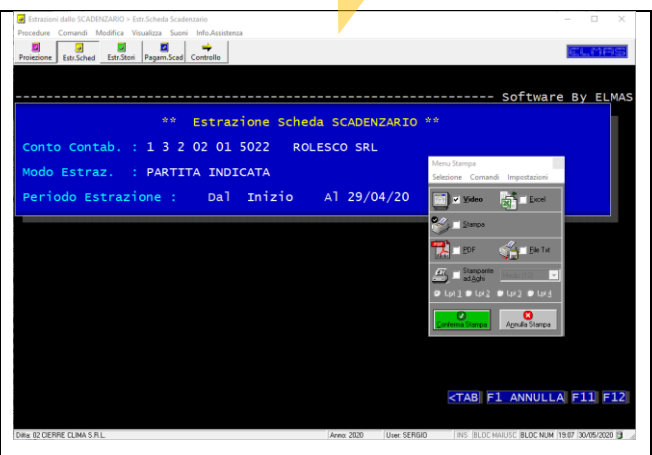 Estrazioni dallo SCADENZARIO > Estr.Scheda Scadenzario
Procedure Comandi Modifica Visualizza Suoni Info.Assistenza
Proiezione Estr.Sched Estr.Stori Pagam.Scad Controllo
ELMAS
Software By ELMAS
** Estrazione Scheda SCADENZARIO **
Conto Contab. : 1 3 2 02 01 5022 ROLESCO SRL
Modo Estraz. : PARTITA INDICATA
Periodo Estrazione : Dal Inizio Al 29/04/20
Menu Stampa
Selezione Comandi Impostazioni
Video Excel
Stampa
PDF File Txt
Stampante
ad Aghi
Lpt 1 Lpt 2 Lpt 3 Lpt 4
Conferma Stampa Annulla Stampa
<TAB| F1 ANNULLA F11 F12
Ditta: 02 CIERRE CLIMA S.R.L. Anno: 2020 User: SERGIO INS BLOC MAIUSC BLOC NUM 19:07 30/05/2020